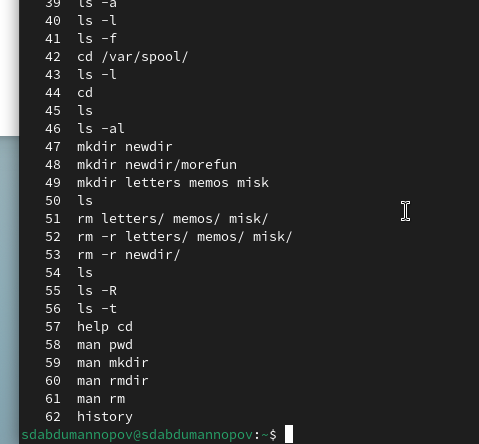 39 ls -a
40 ls -l
41 ls -f
42 cd /var/spool/
43 ls -l
44 cd
45 ls
46 ls -al
47 mkdir newdir
48 mkdir newdir/morefun
49 mkdir letters memos misk
50 ls
51 rm letters/ memos/ misk/
52 rm -r letters/ memos/ misk/
53 rm -r newdir/
54 ls
55 ls -R
56 ls -t
57 help cd
58 man pwd
59 man mkdir
60 man rmdir
61 man rm
62 history
sdabdumannopov@sdabdumannopov:~$